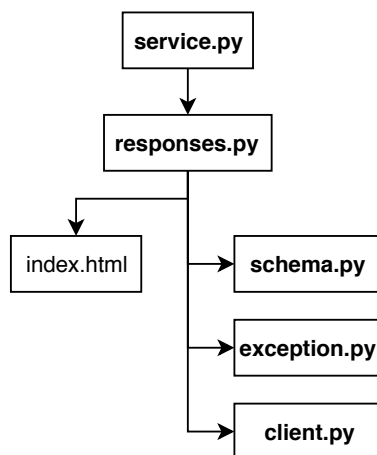 service.py
responses.py
index.html
schema.py
exception.py
client.py